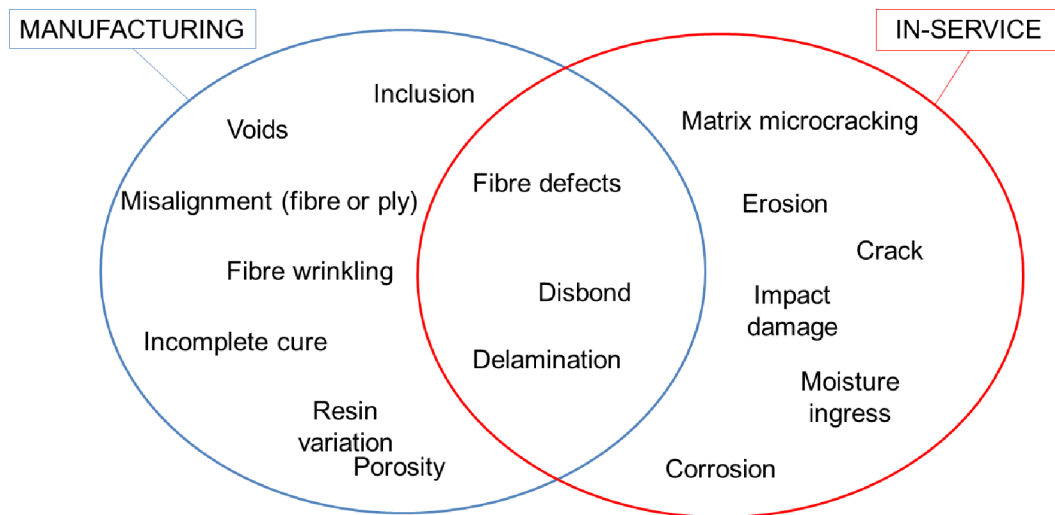 MANUFACTURING
IN-SERVICE
Inclusion
Voids
Misalignment (fibre or ply)
Fibre wrinkling
Incomplete cure
Resin
variation
Porosity
Fibre defects
Disbond
Delamination
Matrix microcracking
Erosion
Crack
Impact
damage
Moisture
ingress
Corrosion